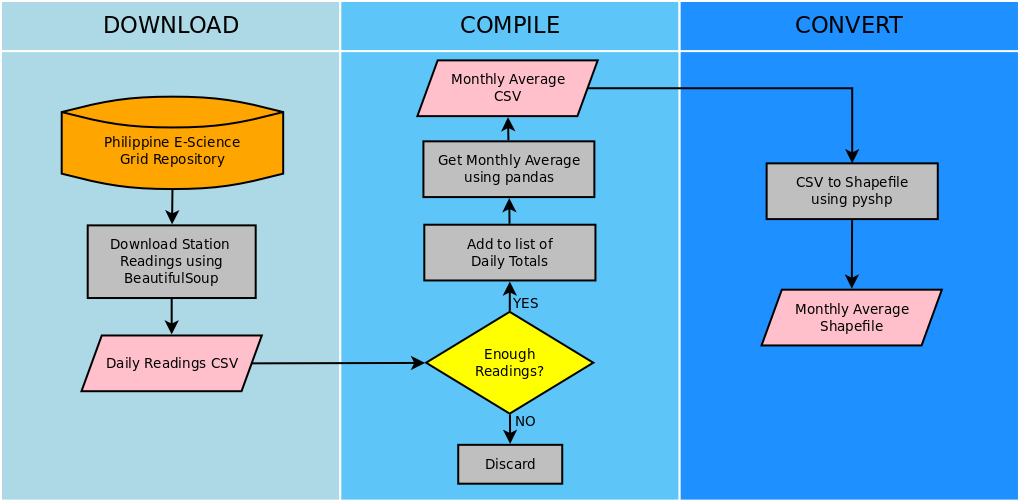 DOWNLOAD
COMPILE
CONVERT
Philippine E-Science
Grid Repository
Download Station
Readings using
BeautifulSoup
Daily Readings CSV
Monthly Average
CSV
Get Monthly Average
using pandas
Add to list of
Daily Totals
YES
Enough
Readings?
NO
Discard
CSV to Shapefile
using pyshp
Monthly Average
Shapefile